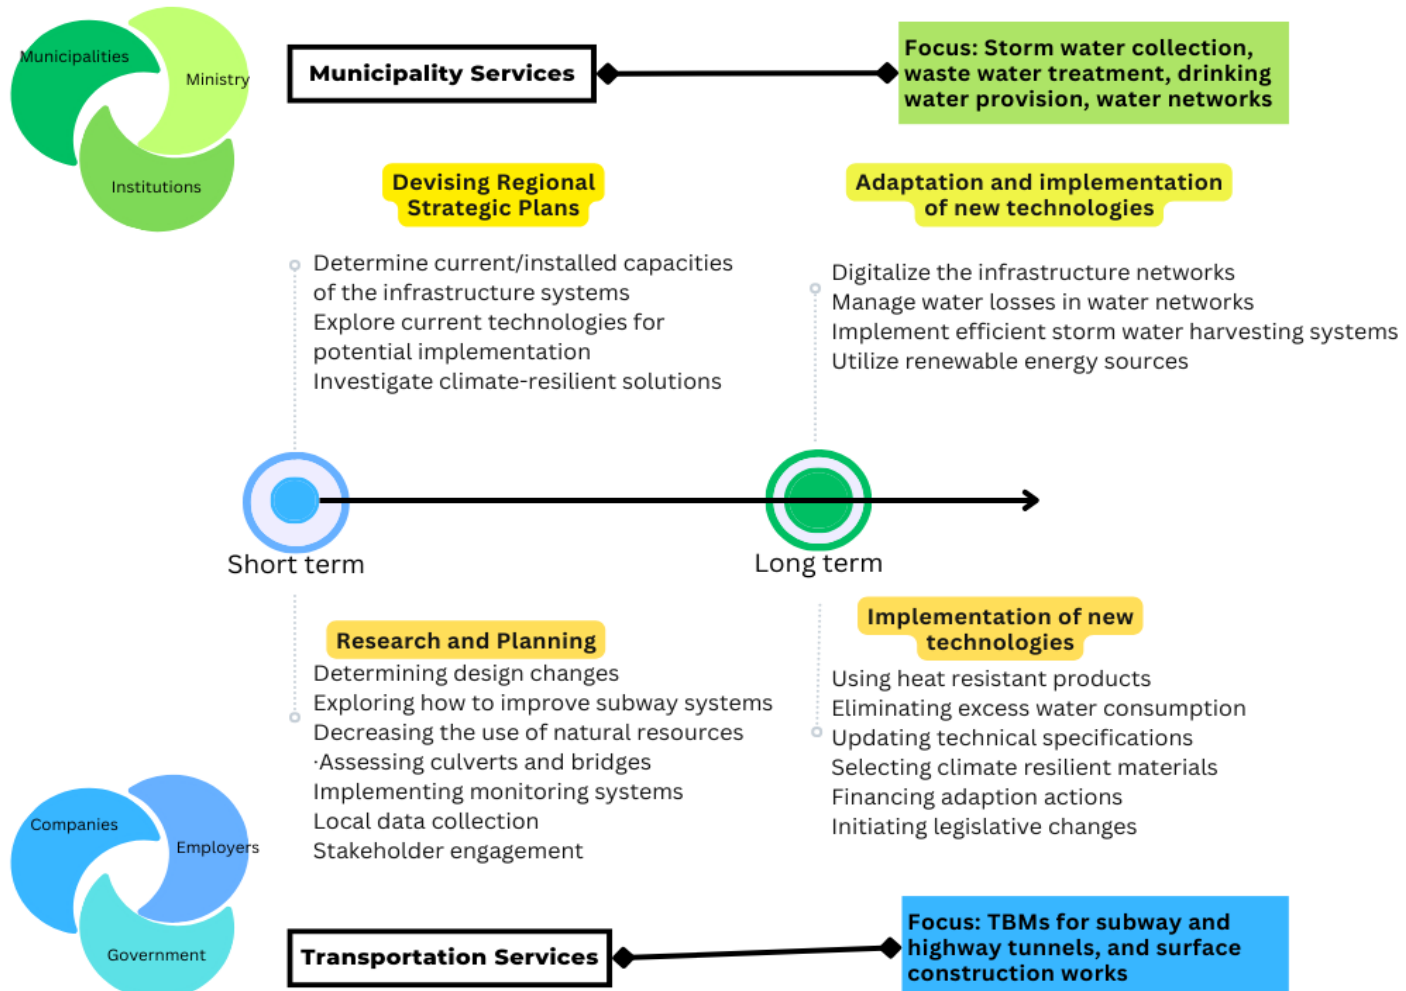 Municipalities
Ministry
Institutions
Municipality Services
Focus: Storm water collection,
waste water treatment, drinking
water provision, water networks
Devising Regional
Strategic Plans
Determine current/installed capacities
of the infrastructure systems
Explore current technologies for
potential implementation
Investigate climate-resilient solutions
Adaptation and implementation
of new technologies
Digitalize the infrastructure networks
Manage water losses in water networks
Implement efficient storm water harvesting systems
Utilize renewable energy sources
Short term
Long term
Research and Planning
Determining design changes
Exploring how to improve subway systems
Decreasing the use of natural resources
·Assessing culverts and bridges
Implementing monitoring systems
Local data collection
Stakeholder engagement
Implementation of new
technologies
Using heat resistant products
Eliminating excess water consumption
Updating technical specifications
Selecting climate resilient materials
Financing adaption actions
Initiating legislative changes
Companies
Employers
Government
Transportation Services
Focus: TBMs for subway and
highway tunnels, and surface
construction works